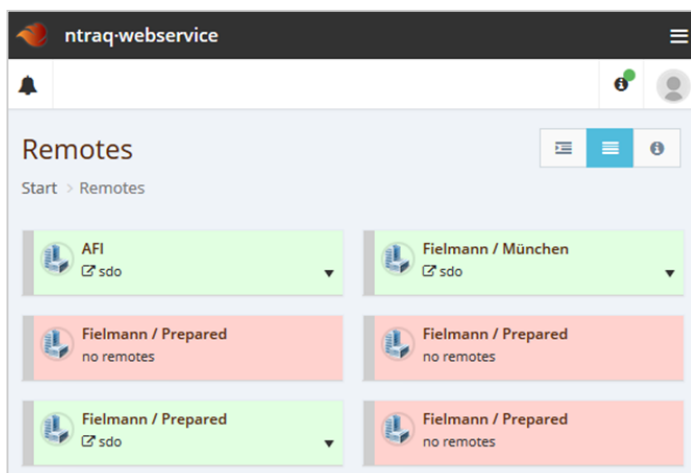 ntraq·webservice
Remotes
Start > Remotes
AFI
sdo
Fielmann / München
sdo
Fielmann / Prepared
no remotes
Fielmann / Prepared
no remotes
Fielmann / Prepared
sdo
Fielmann / Prepared
no remotes